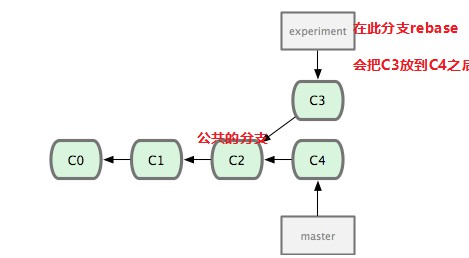 experiment
在此分支rebase
会把C3放到C4之后
C3
公共的分支
C0
C1
C2
C4
master